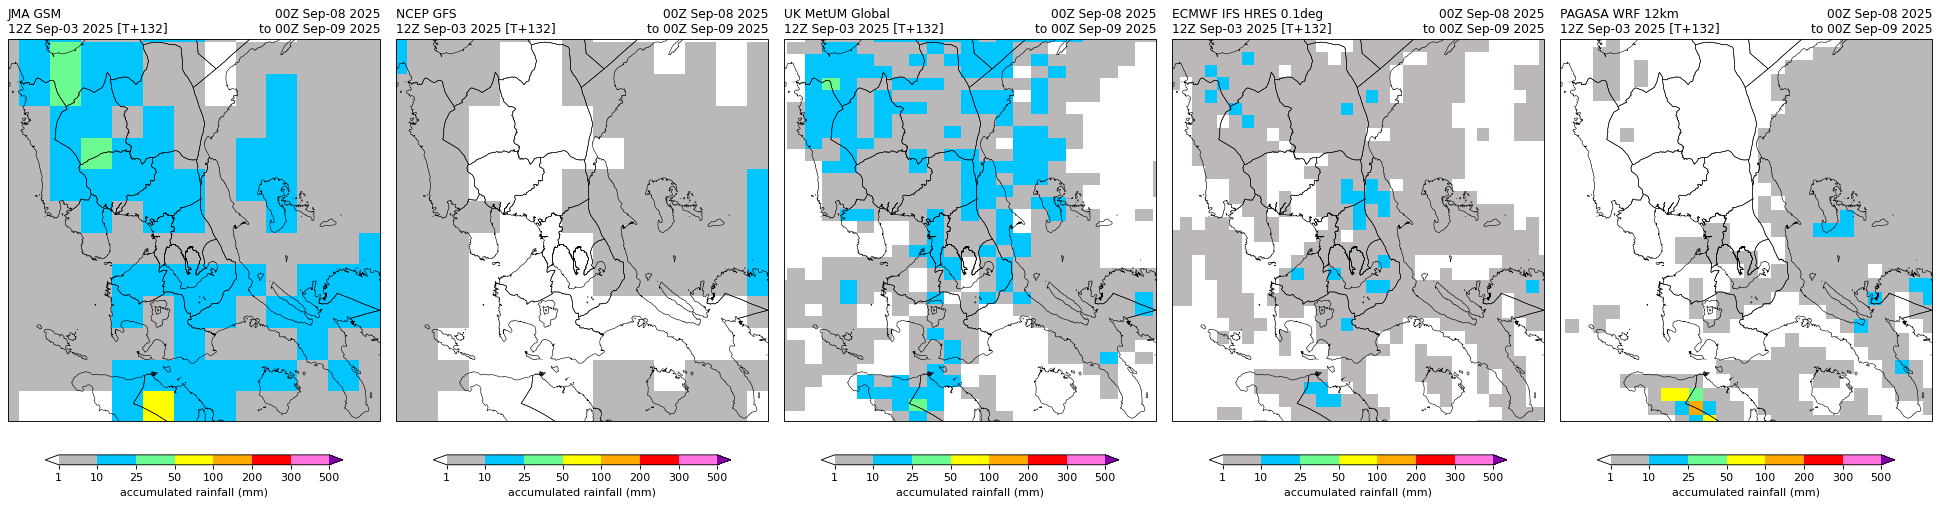 JMA GSM 00Z Sep-08 2025
12Z Sep-03 2025 [T+132] to 00Z Sep-09 2025
NCEP GFS 00Z Sep-08 2025
12Z Sep-03 2025 [T+132] to 00Z Sep-09 2025
UK MetUM Global 00Z Sep-08 2025
12Z Sep-03 2025 [T+132] to 00Z Sep-09 2025
ECMWF IFS HRES 0.1deg 00Z Sep-08 2025
12Z Sep-03 2025 [T+132] to 00Z Sep-09 2025
PAGASA WRF 12km 00Z Sep-08 2025
12Z Sep-03 2025 [T+132] to 00Z Sep-09 2025
1 10 25 50 100 200 300 500
accumulated rainfall (mm)
1 10 25 50 100 200 300 500
accumulated rainfall (mm)
1 10 25 50 100 200 300 500
accumulated rainfall (mm)
1 10 25 50 100 200 300 500
accumulated rainfall (mm)
1 10 25 50 100 200 300 500
accumulated rainfall (mm)